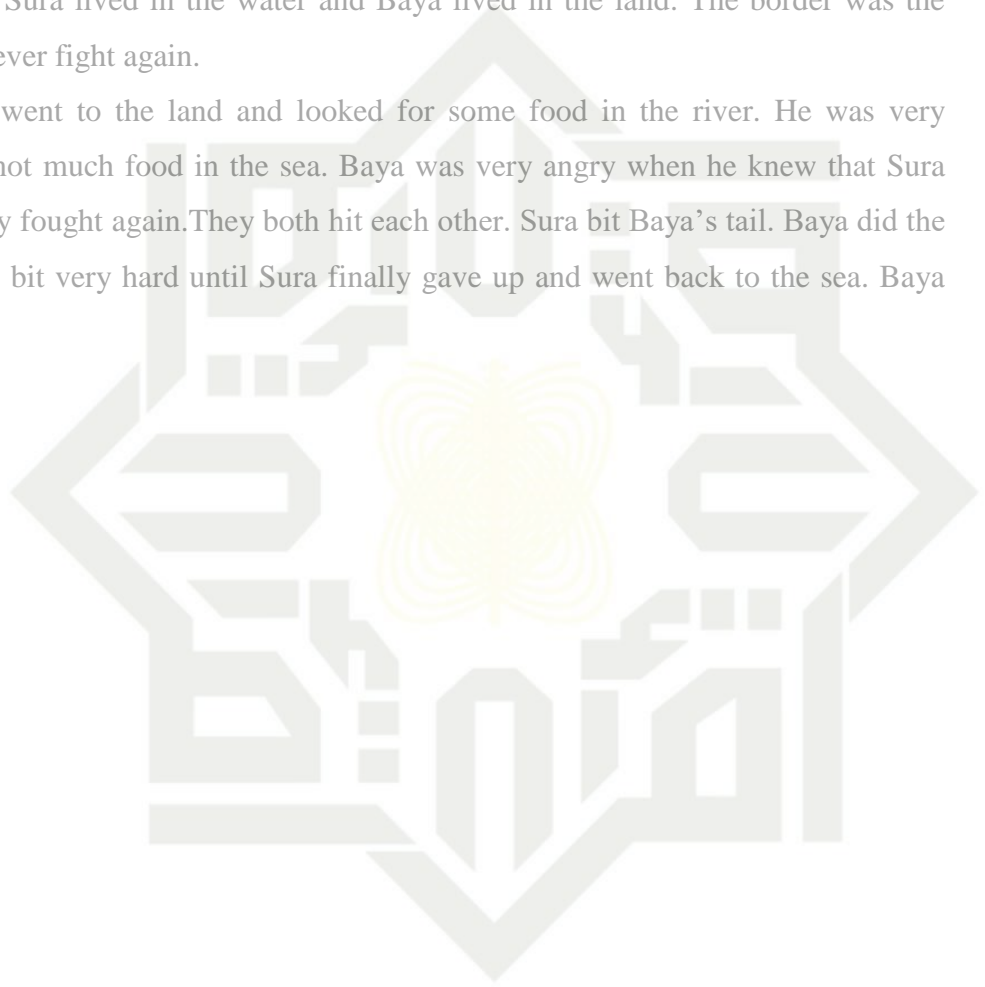 Sura lived in the water and Baya lived in the land. The border was the
ever fight again.
went to the land and looked for some food in the river. He was very
not much food in the sea. Baya was very angry when he knew that Sura
y fought again.They both hit each other. Sura bit Baya’s tail. Baya did the
bit very hard until Sura finally gave up and went back to the sea. Baya